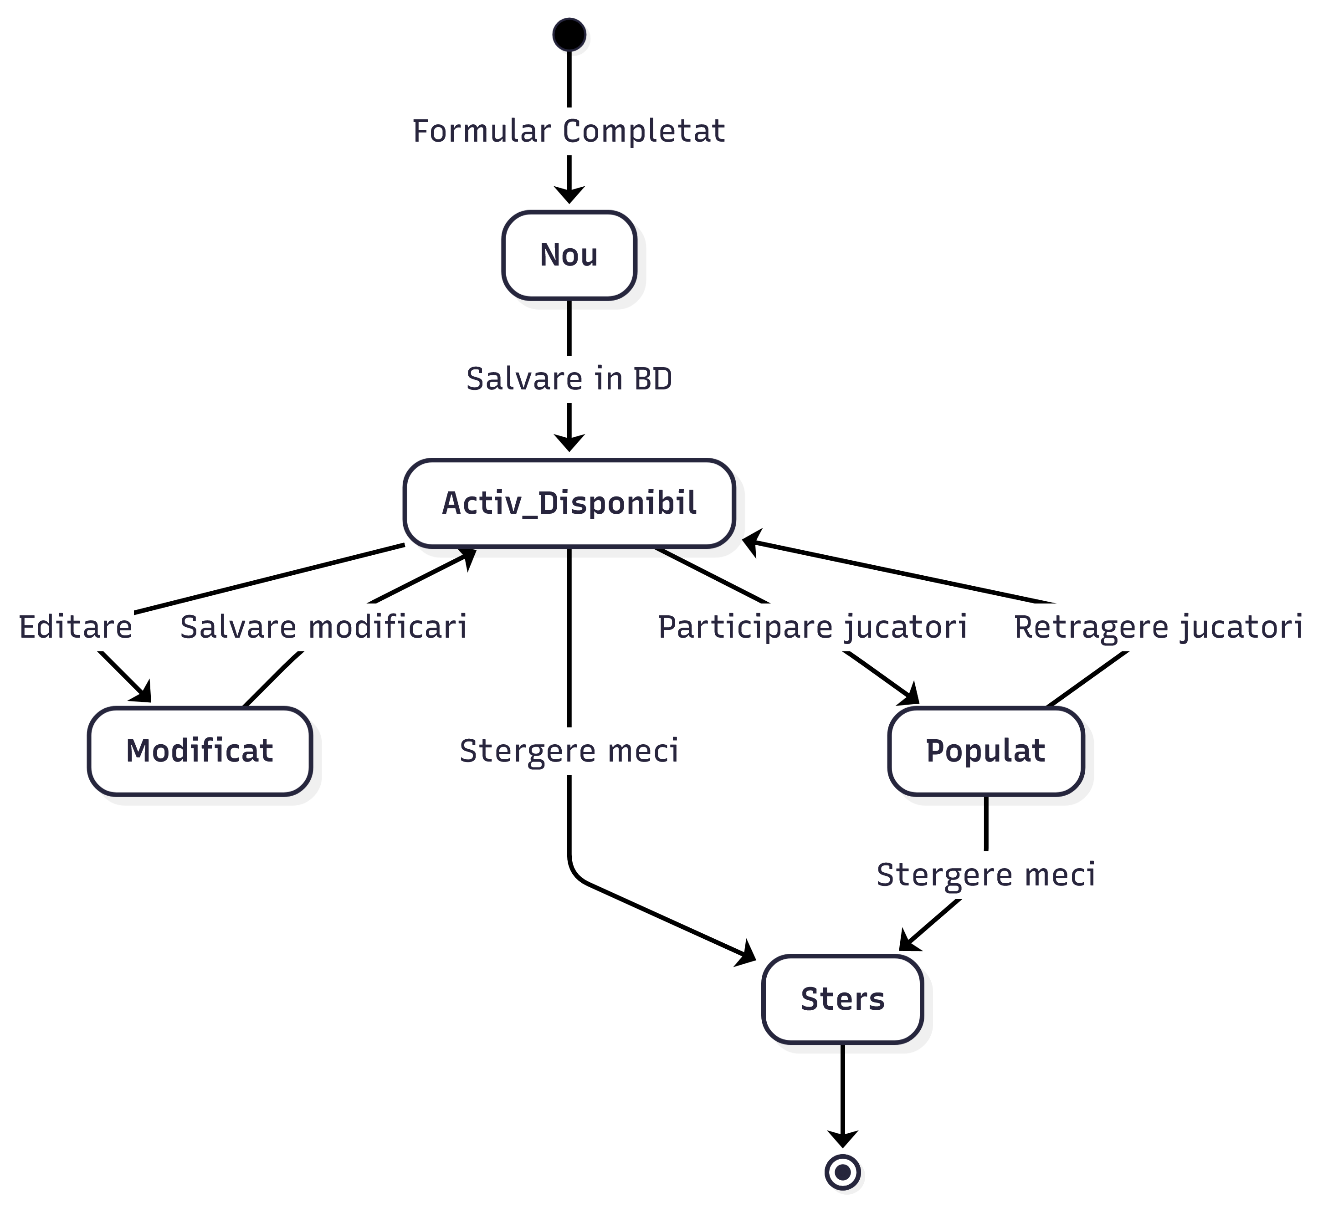 Formular Completat
Nou
Salvare in BD
Activ_Disponibil
Editare
Salvare modificari
Participare jucatori
Retragere jucatori
Modificat
Stergere meci
Populat
Stergere meci
Sters